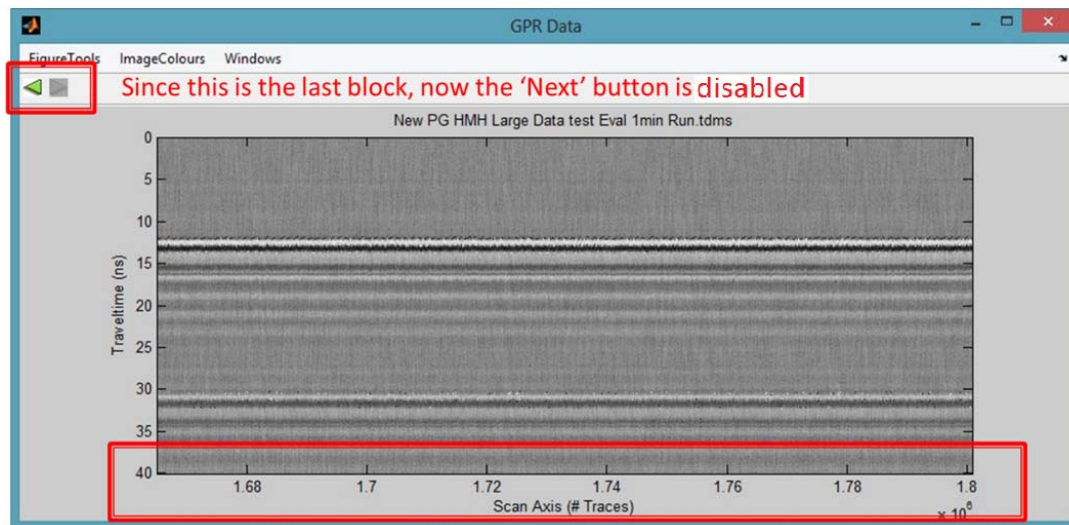 GPR Data
FigureTools ImageColours Windows
Since this is the last block, now the ‘Next’ button is disabled
New PG HMH Large Data test Eval 1min Run.tdms
0
5
10
15
20
25
30
35
40
Traveltime (ns)
1.68 1.7 1.72 1.74 1.76 1.78 1.8
Scan Axis (# Traces)
× 10⁶